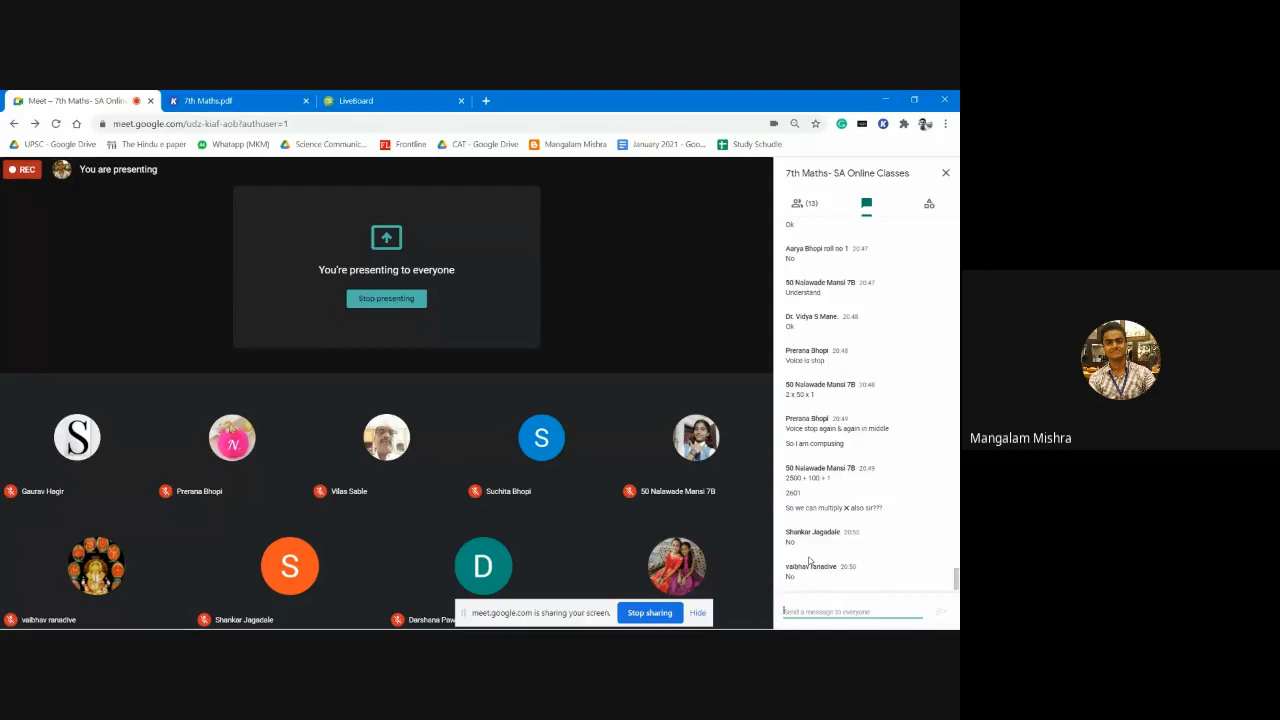 Meet – 7th Maths- SA Onlin
7th Maths.pdf
LiveBoard
meet.google.com/udz-kiaf-aob?authuser=1
UPSC - Google Drive
The Hindu e paper
Whatapp (MKM)
Science Communic...
Frontline
CAT - Google Drive
Mangalam Mishra
January 2021 - Goo...
Study Schudle
REC
You are presenting
You're presenting to everyone
Stop presenting
S
N.
S
Gaurav Hagir
Prerana Bhopi
Vilas Sable
Suchita Bhopi
50 Nalawade Mansi 7B
S
D
vaibhav ranadive
Shankar Jagadale
Darshana Paw
meet.google.com is sharing your screen.
Stop sharing
Hide
7th Maths- SA Online Classes
(13)
Ok
Aarya Bhopi roll no 1 20:47
No
50 Nalawade Mansi 7B 20:47
Understand
Dr. Vidya S Mane. 20:48
Ok
Prerana Bhopi 20:48
Voice is stop
50 Nalawade Mansi 7B 20:48
2 x 50 x 1
Prerana Bhopi 20:49
Voice stop again & again in middle
So I am compusing
50 Nalawade Mansi 7B 20:49
2500 + 100 + 1
2601
So we can multiply ✕ also sir???
Shankar Jagadale 20:50
No
vaibhav ranadive 20:50
No
Send a message to everyone
Mangalam Mishra